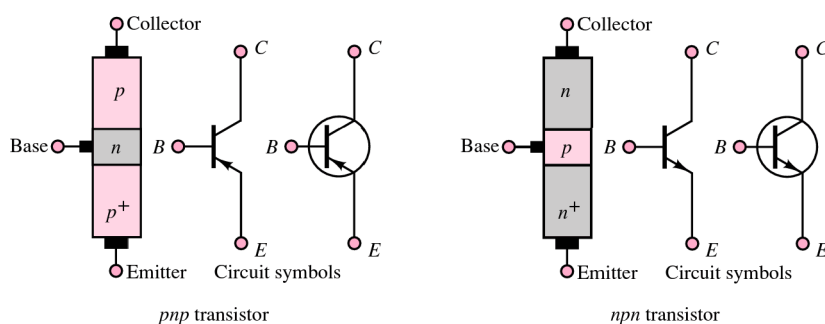 Collector C C
p
Base n B B
p+
E E
Emitter Circuit symbols
pnp transistor
Collector C C
n
Base p B B
n+
E E
Emitter Circuit symbols
npn transistor